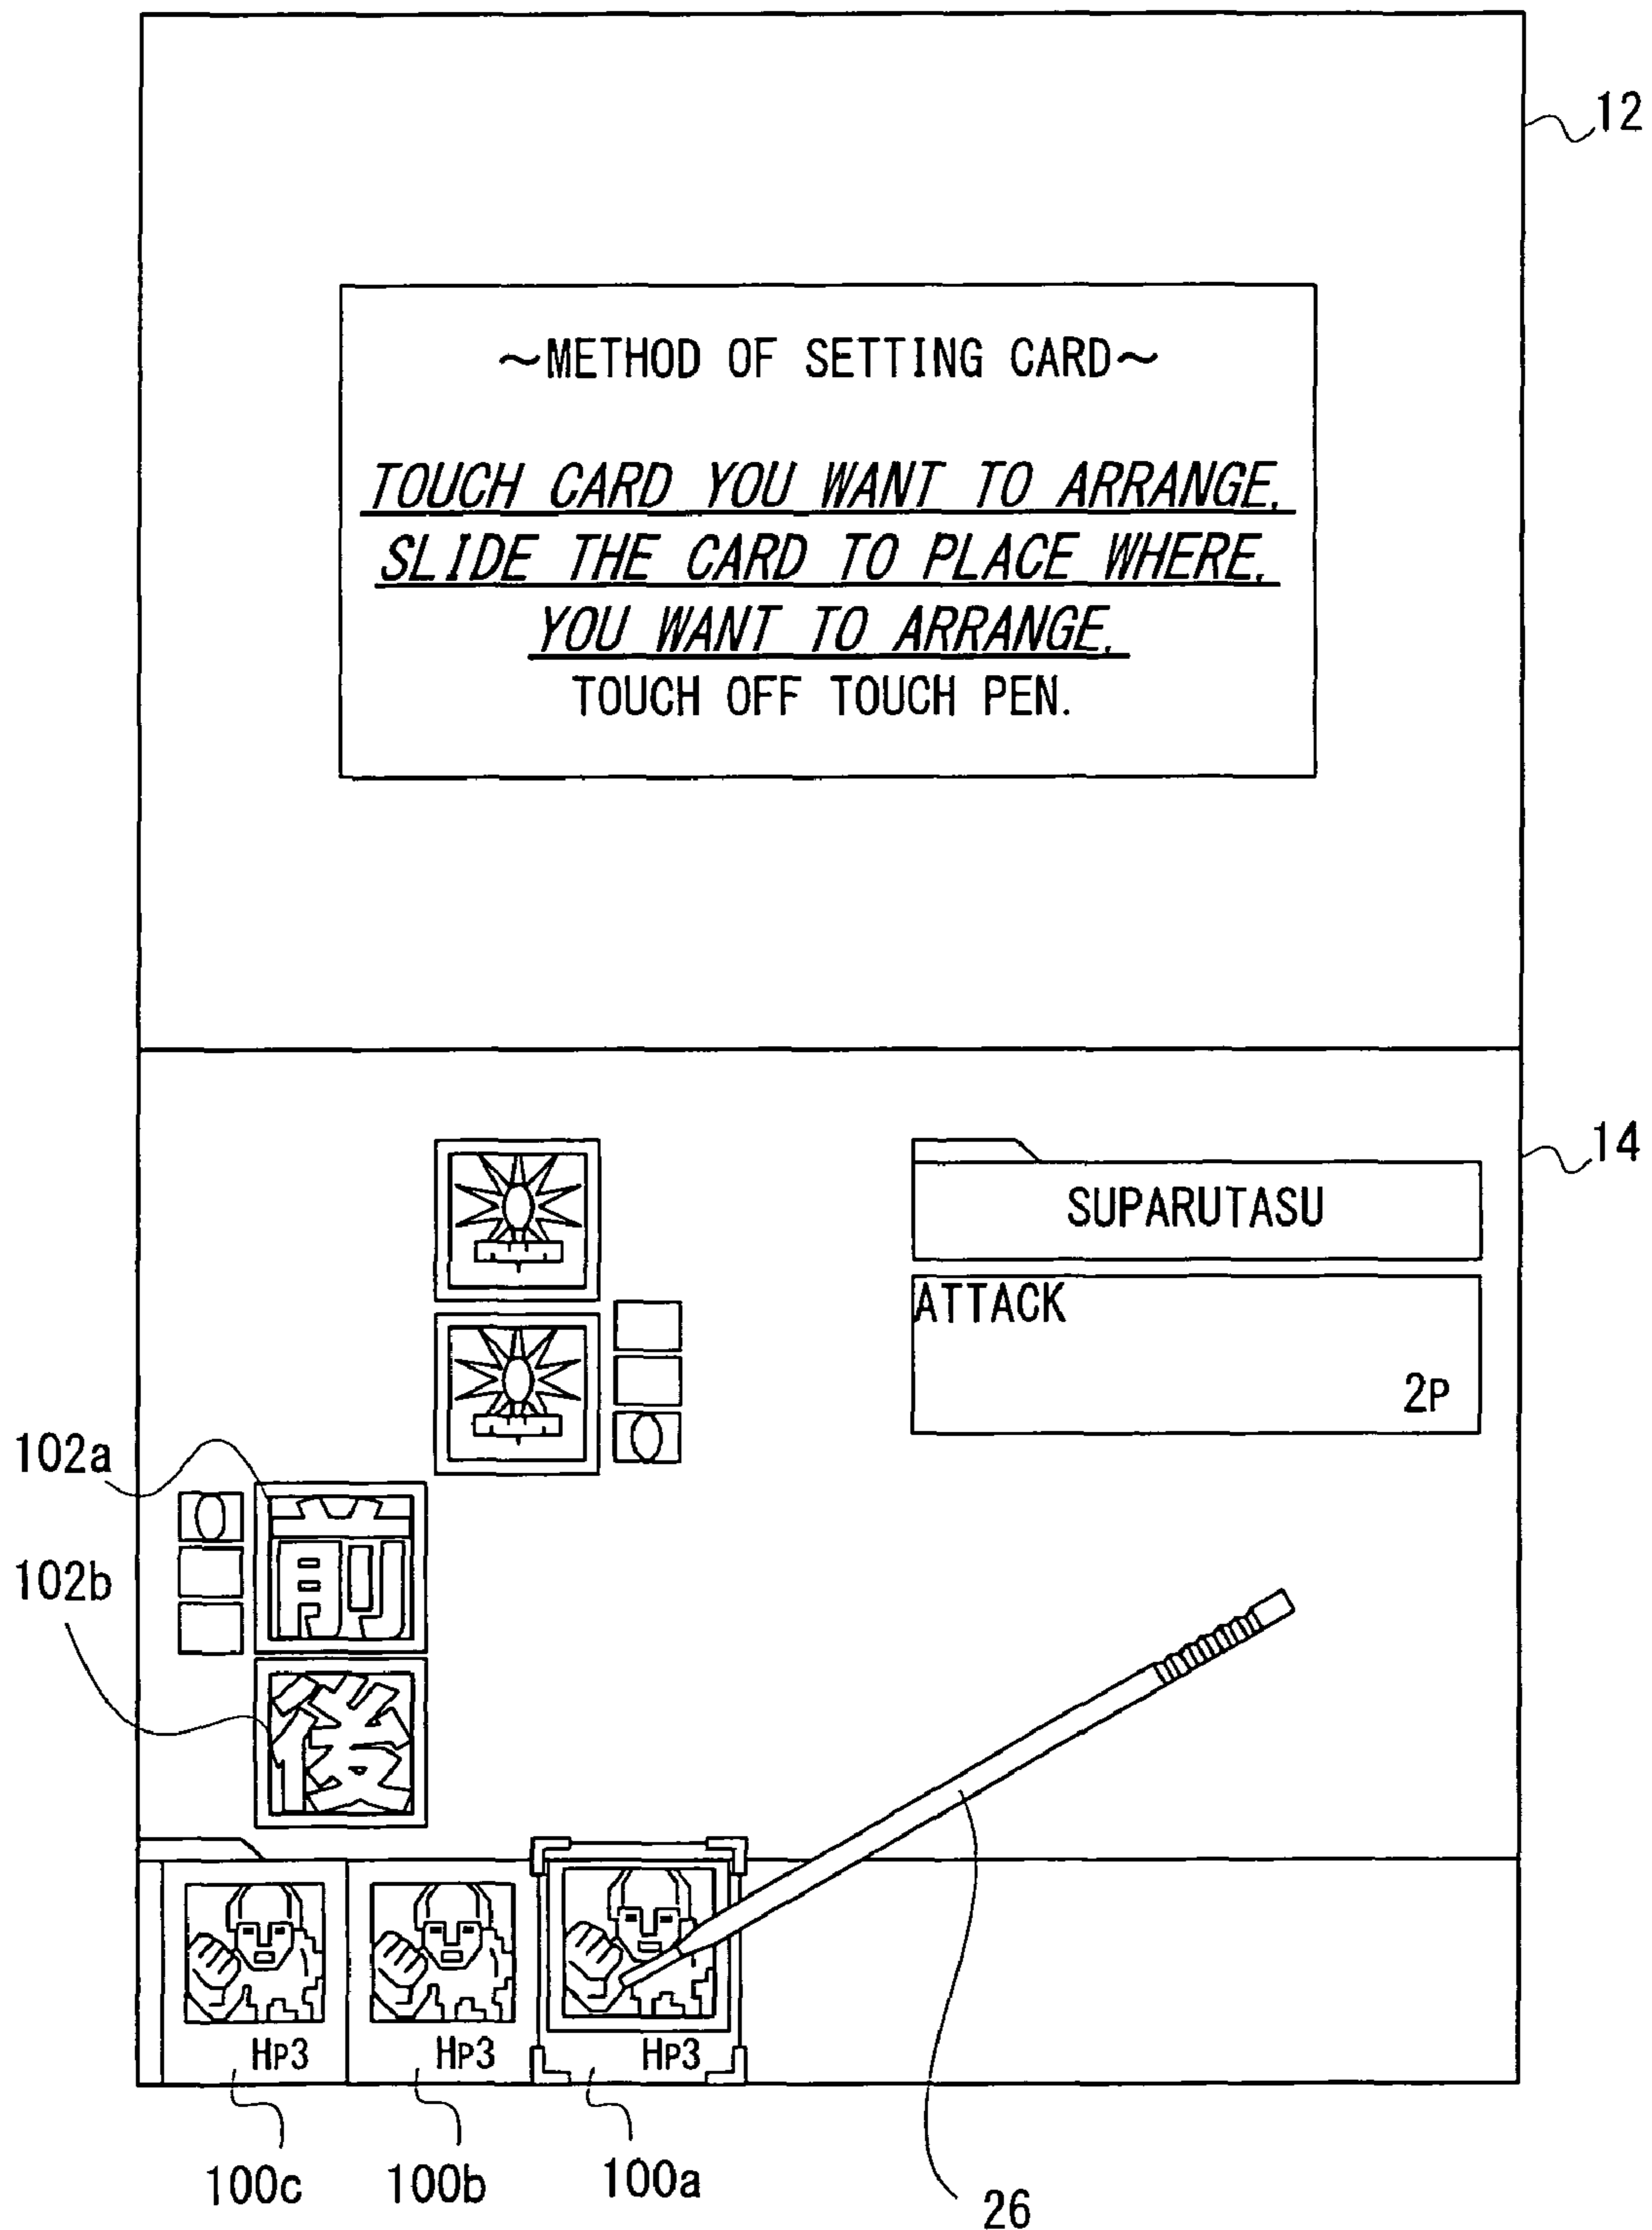 12
~METHOD OF SETTING CARD~
TOUCH CARD YOU WANT TO ARRANGE.
SLIDE THE CARD TO PLACE WHERE.
YOU WANT TO ARRANGE.
TOUCH OFF TOUCH PEN.
14
SUPARUTASU
ATTACK
2P
102a
前
102b
後
HP3
HP3
HP3
100c
100b
100a
26